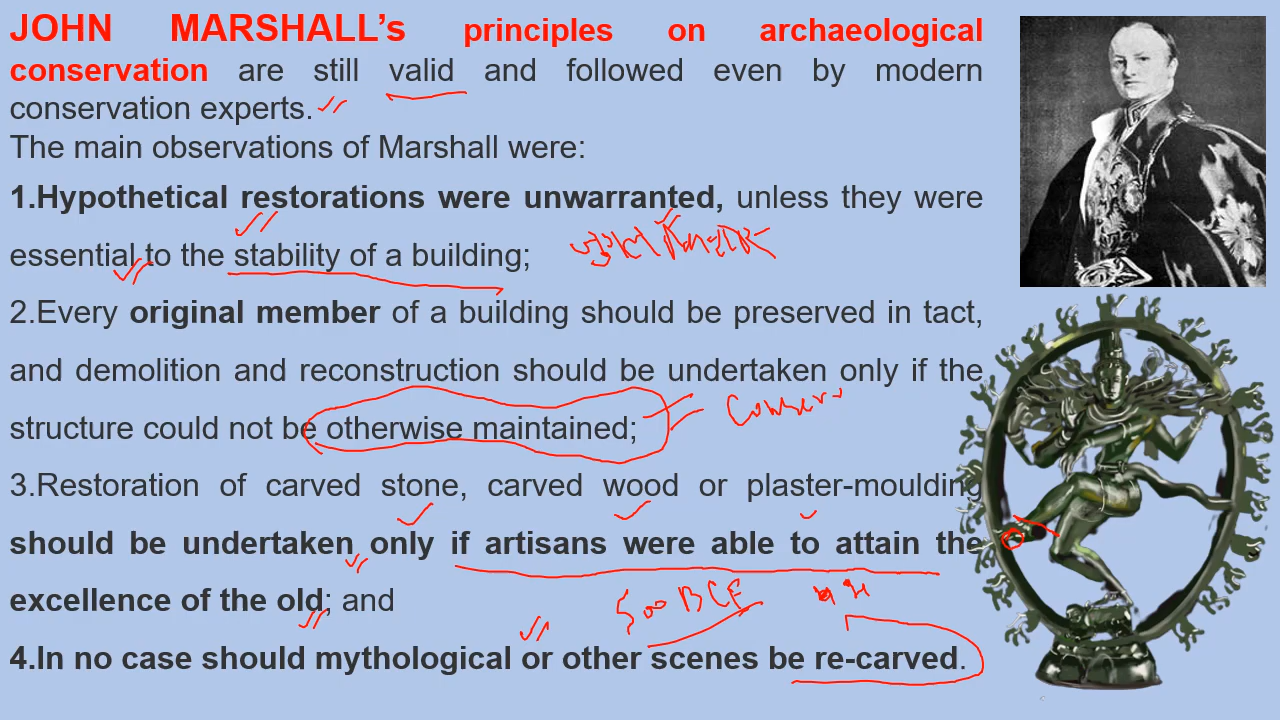 JOHN MARSHALL's principles on archaeological
conservation are still valid and followed even by modern
conservation experts.
The main observations of Marshall were:
1.Hypothetical restorations were unwarranted, unless they were
essential to the stability of a building;
2.Every original member of a building should be preserved in tact,
and demolition and reconstruction should be undertaken only if the
structure could not be otherwise maintained;
Conser
3.Restoration of carved stone, carved wood or plaster-moulding
should be undertaken only if artisans were able to attain the
excellence of the old; and
500 BCE
4.In no case should mythological or other scenes be re-carved.